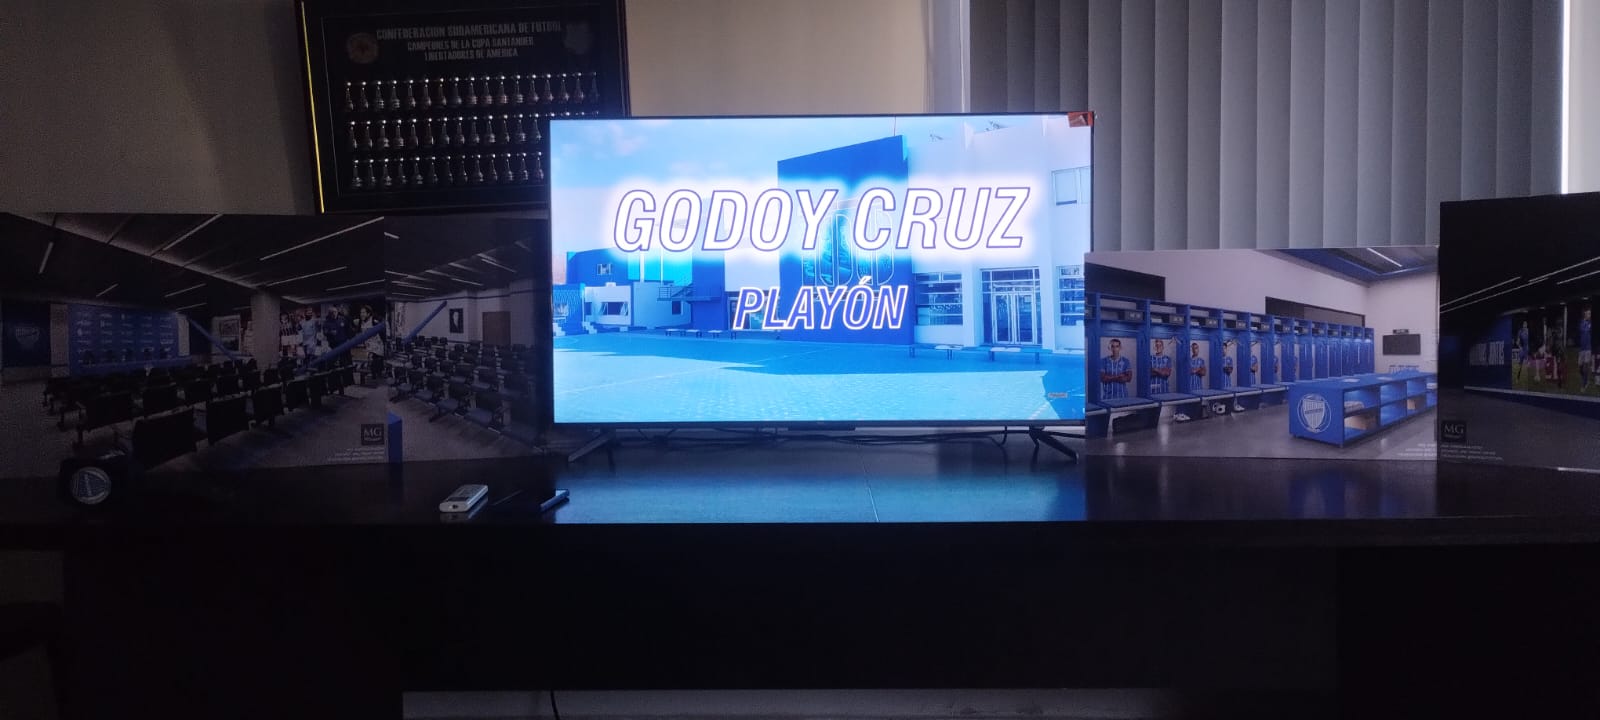 CONFEDERACION SUDAMERICANA DE FUTBOL
CAMPEONES DE LA COPA SANTANDER
LIBERTADORES DE AMERICA
GODOY CRUZ
PLAYÓN
MG
MG